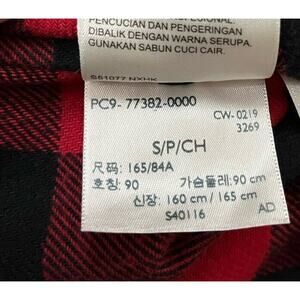 PENCUCIAN DAN PENGERINGAN
DIBALIK DENGAN WARNA SERUPA.
GUNAKAN SABUN CUCI CAIR.
S51077 NXHK
PC9- 77382-0000
CW-0219
3269
S/P/CH
尺码: 165/84A
호칭: 90 가슴둘레: 90 cm
신장: 160 cm / 165 cm
S40116
AD